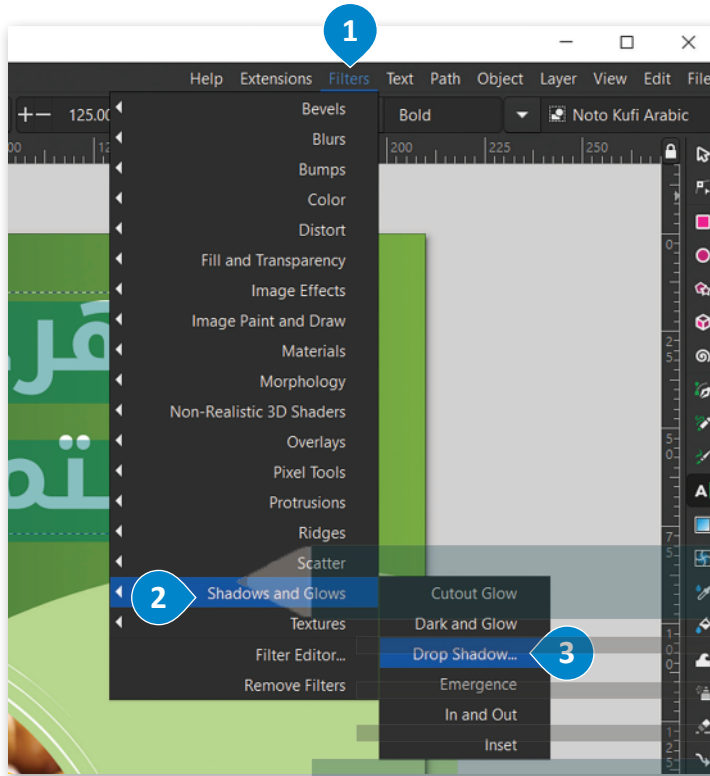 1
Help Extensions Filters Text Path Object Layer View Edit File
125.00 Bold Noto Kufi Arabic
200 225 250
Bevels
Blurs
Bumps
Color
Distort
Fill and Transparency
Image Effects
Image Paint and Draw
Materials
Morphology
Non-Realistic 3D Shaders
Overlays
Pixel Tools
Protrusions
Ridges
Scatter
2 Shadows and Glows
Textures
Filter Editor...
Remove Filters
Cutout Glow
Dark and Glow
Drop Shadow... 3
Emergence
In and Out
Inset